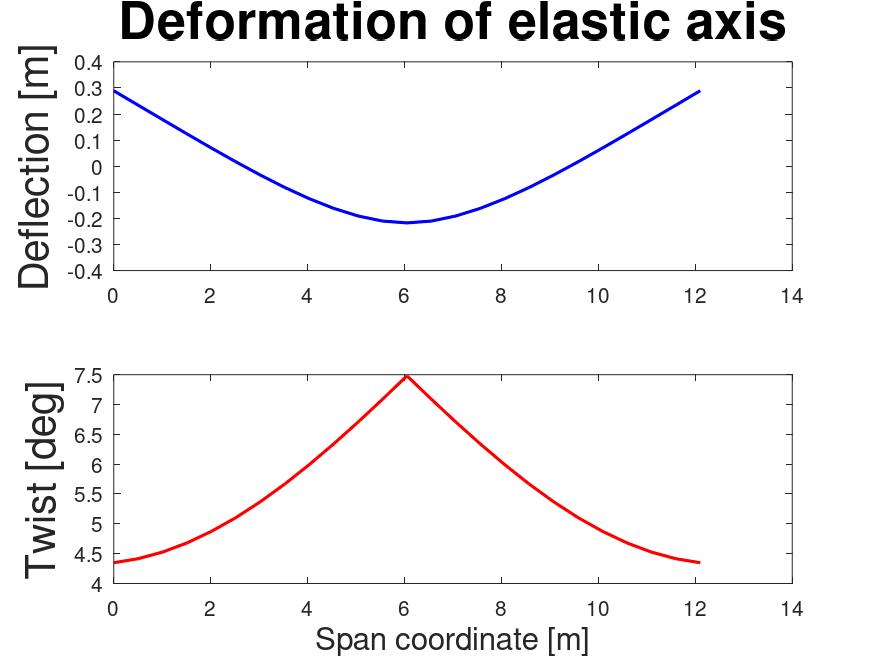 Deformation of elastic axis
Deflection [m]
0.4
0.3
0.2
0.1
0
-0.1
-0.2
-0.3
-0.4
0 2 4 6 8 10 12 14
Twist [deg]
7.5
7
6.5
6
5.5
5
4.5
4
0 2 4 6 8 10 12 14
Span coordinate [m]